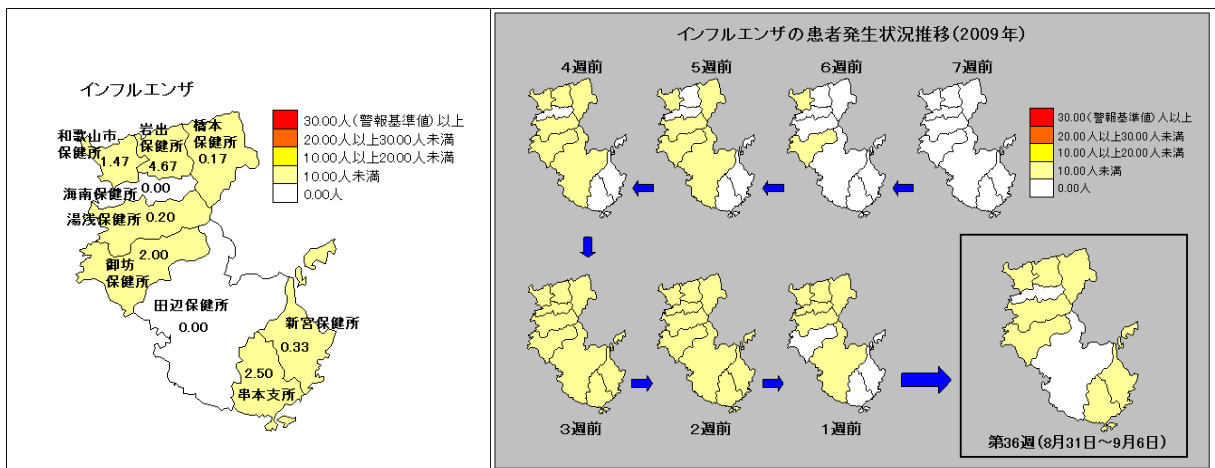 インフルエンザ
30.00人(警報基準値)以上
20.00人以上30.00人未満
10.00人以上20.00人未満
10.00人未満
0.00人
和歌山市
保健所
1.47
岩出
保健所
4.67
橋本
保健所
0.17
0.00
海南保健所
湯浅保健所
0.20
2.00
御坊
保健所
田辺保健所
0.00
新宮保健所
0.33
2.50
串本支所
インフルエンザの患者発生状況推移(2009年)
4週前
5週前
6週前
7週前
30.00(警報基準値)人以上
20.00人以上30.00人未満
10.00人以上20.00人未満
10.00人未満
0.00人
3週前
2週前
1週前
第36週(8月31日～9月6日)